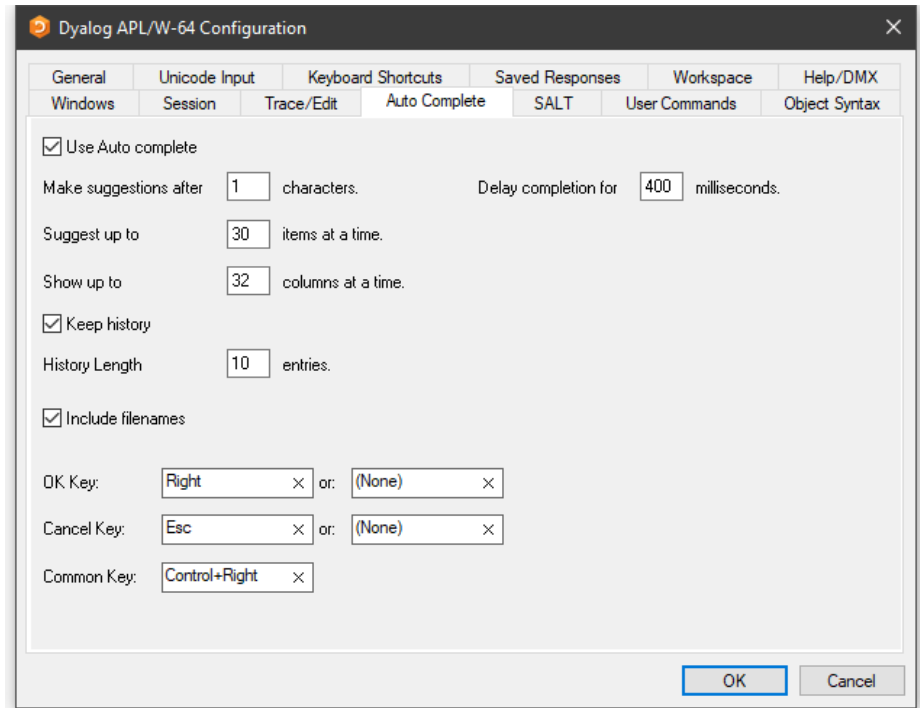 Dyalog APL/W-64 Configuration
General Unicode Input Keyboard Shortcuts Saved Responses Workspace Help/DMX
Windows Session Trace/Edit Auto Complete SALT User Commands Object Syntax
Use Auto complete
Make suggestions after 1 characters. Delay completion for 400 milliseconds.
Suggest up to 30 items at a time.
Show up to 32 columns at a time.
Keep history
History Length 10 entries.
Include filenames
OK Key: Right or: (None)
Cancel Key: Esc or: (None)
Common Key: Control+Right
OK Cancel